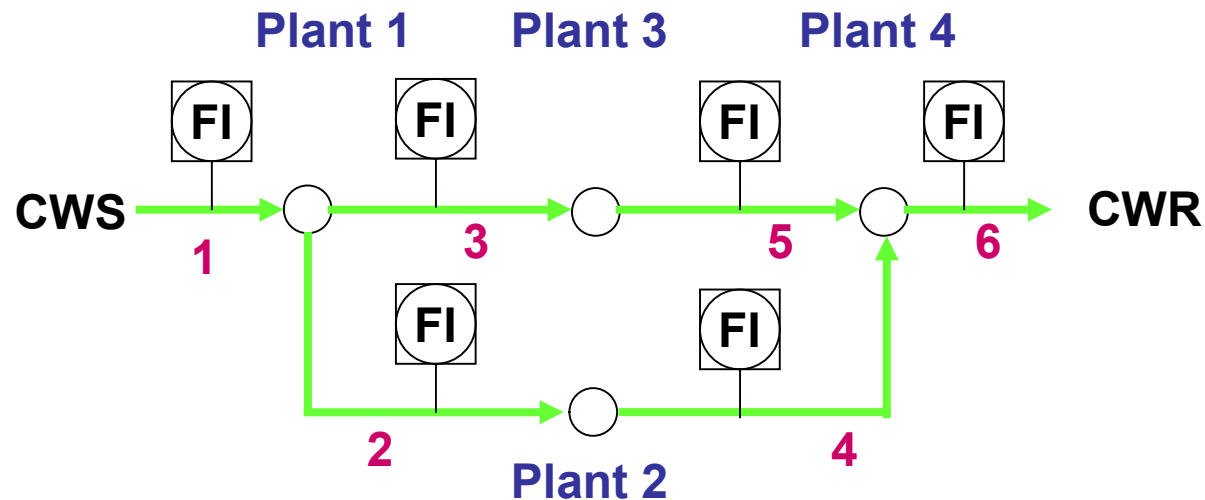 Plant 1 Plant 3 Plant 4
FI FI FI FI
CWS CWR
1 3 5 6
FI FI
2 4
Plant 2